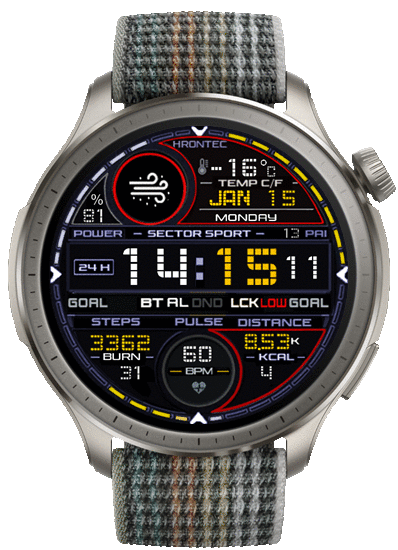 HRONTEC
-16°C
TEMP C/F
JAN 15
MONDAY
%
81
POWER SECTOR SPORT 13 PAI
24 H 14:15 11
GOAL BT AL DND LCK LOW GOAL
STEPS PULSE DISTANCE
3362 60 8.53K
BURN BPM KCAL
31 4